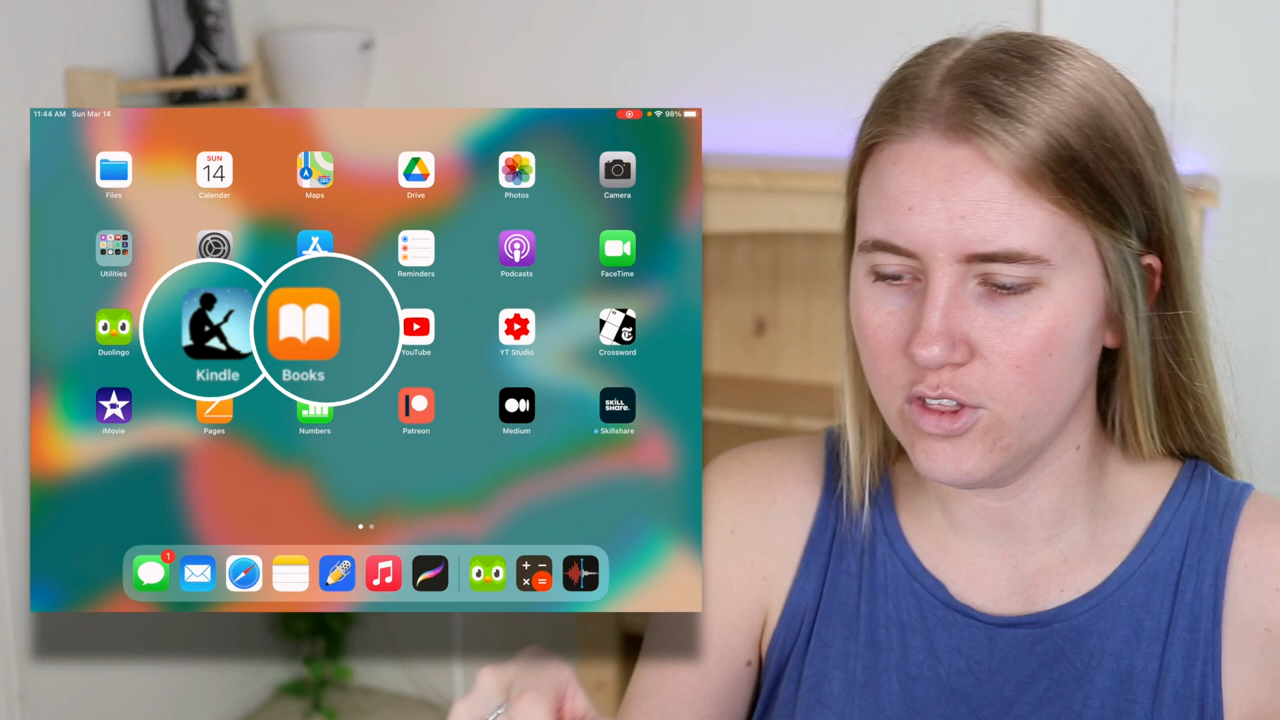 11:44 AM Sun Mar 14
98%
SUN
14
280
Files
Calendar
Maps
Drive
Photos
Camera
Utilities
Reminders
Podcasts
FaceTime
Duolingo
Kindle
Books
YouTube
YT Studio
Crossword
T
SKILL
SHARE.
iMovie
Pages
Numbers
Patreon
Medium
Skillshare
1